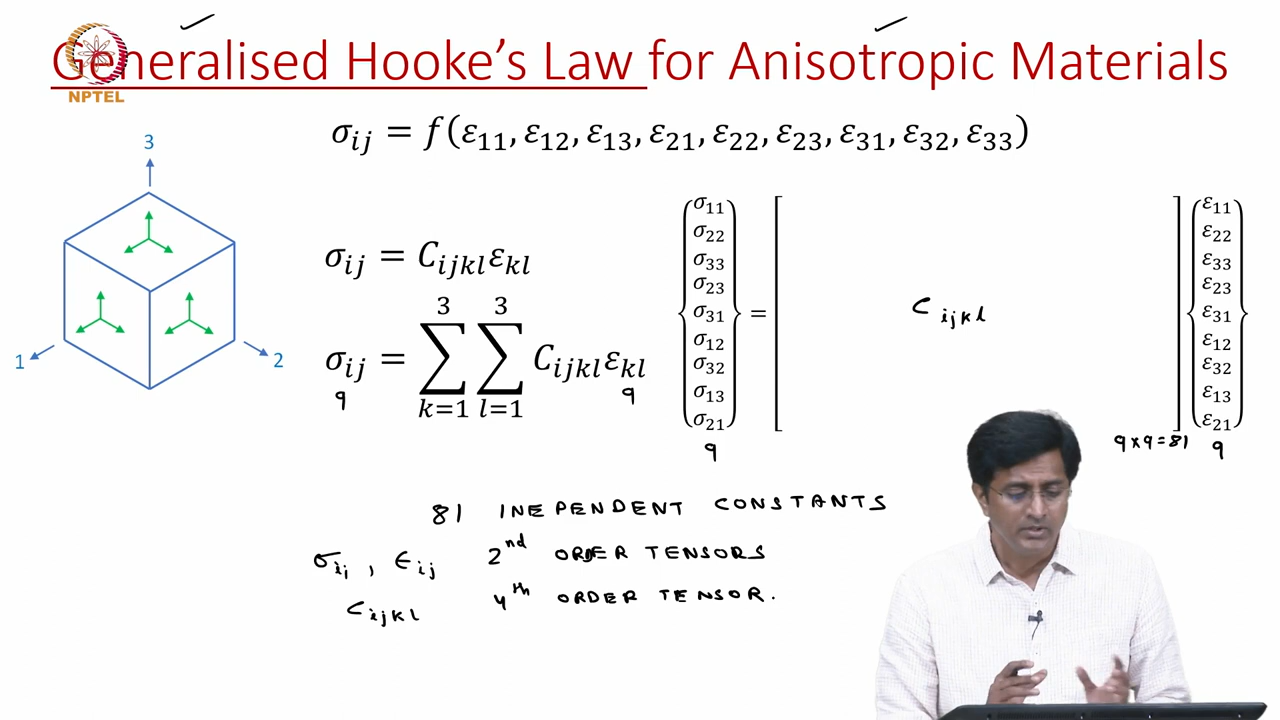 Generalised Hooke's Law for Anisotropic Materials
NPTEL
σij = f(ε11, ε12, ε13, ε21, ε22, ε23, ε31, ε32, ε33)
3
1
2
σij = Cijkl εkl
σij = ∑ k=1 3 ∑ l=1 3 Cijkl εkl
9 9
σ11
σ22
σ33
σ23
σ31
σ12
σ32
σ13
σ21
9
=
Cijkl
9x9=81
ε11
ε22
ε33
ε23
ε31
ε12
ε32
ε13
ε21
9
81 INEPENDENT CONSTANTS
σij, ϵij 2nd ORDER TENSORS
Cijkl 4th ORDER TENSOR.